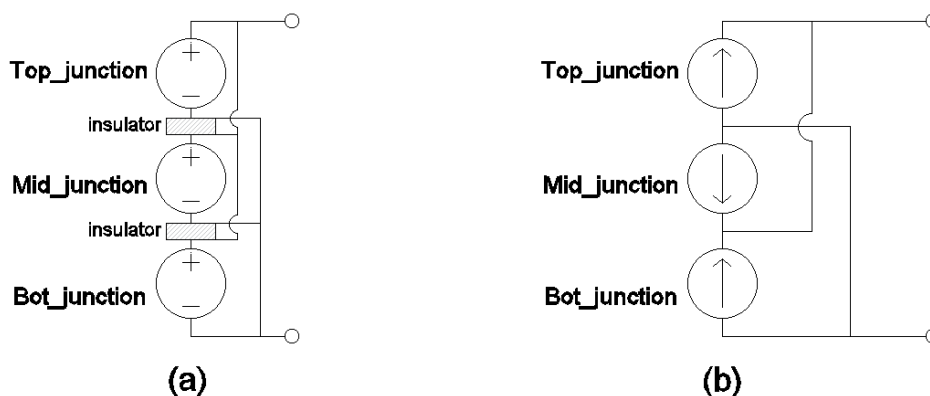 Top_junction
insulator
Mid_junction
insulator
Bot_junction
(a)
Top_junction
Mid_junction
Bot_junction
(b)